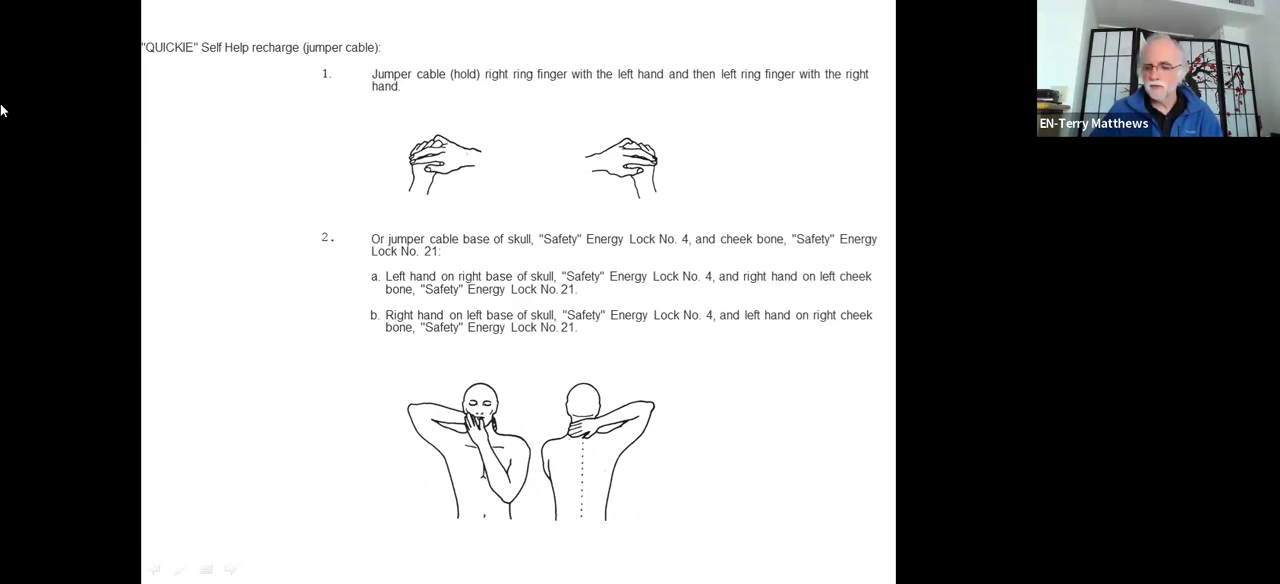 "QUICKIE" Self Help recharge (jumper cable):
1. Jumper cable (hold) right ring finger with the left hand and then left ring finger with the right
hand.
2. Or jumper cable base of skull, "Safety" Energy Lock No. 4, and cheek bone, "Safety" Energy
Lock No. 21:
a. Left hand on right base of skull, "Safety" Energy Lock No. 4, and right hand on left cheek
bone, "Safety" Energy Lock No. 21.
b. Right hand on left base of skull, "Safety" Energy Lock No. 4, and left hand on right cheek
bone, "Safety" Energy Lock No. 21.
EN-Terry Matthews